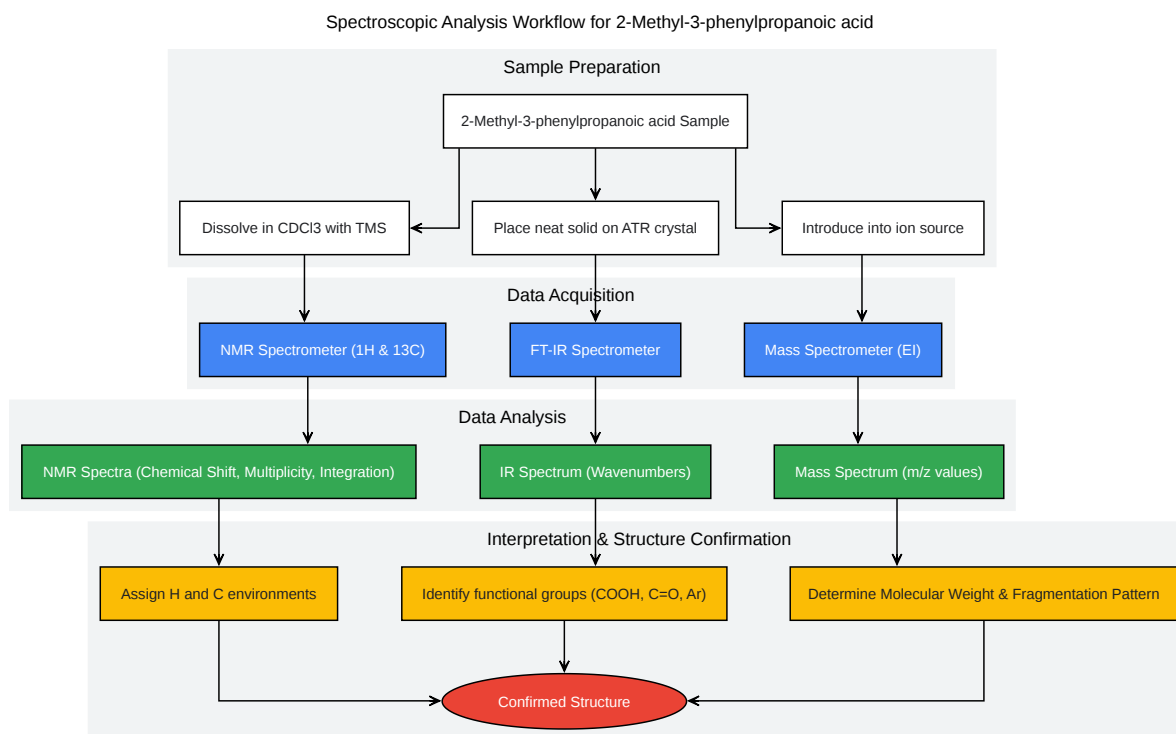 Spectroscopic Analysis Workflow for 2-Methyl-3-phenylpropanoic acid
Sample Preparation
2-Methyl-3-phenylpropanoic acid Sample
Dissolve in CDCl3 with TMS
Place neat solid on ATR crystal
Introduce into ion source
Data Acquisition
NMR Spectrometer (1H & 13C)
FT-IR Spectrometer
Mass Spectrometer (EI)
Data Analysis
NMR Spectra (Chemical Shift, Multiplicity, Integration)
IR Spectrum (Wavenumbers)
Mass Spectrum (m/z values)
Interpretation & Structure Confirmation
Assign H and C environments
Identify functional groups (COOH, C=O, Ar)
Determine Molecular Weight & Fragmentation Pattern
Confirmed Structure